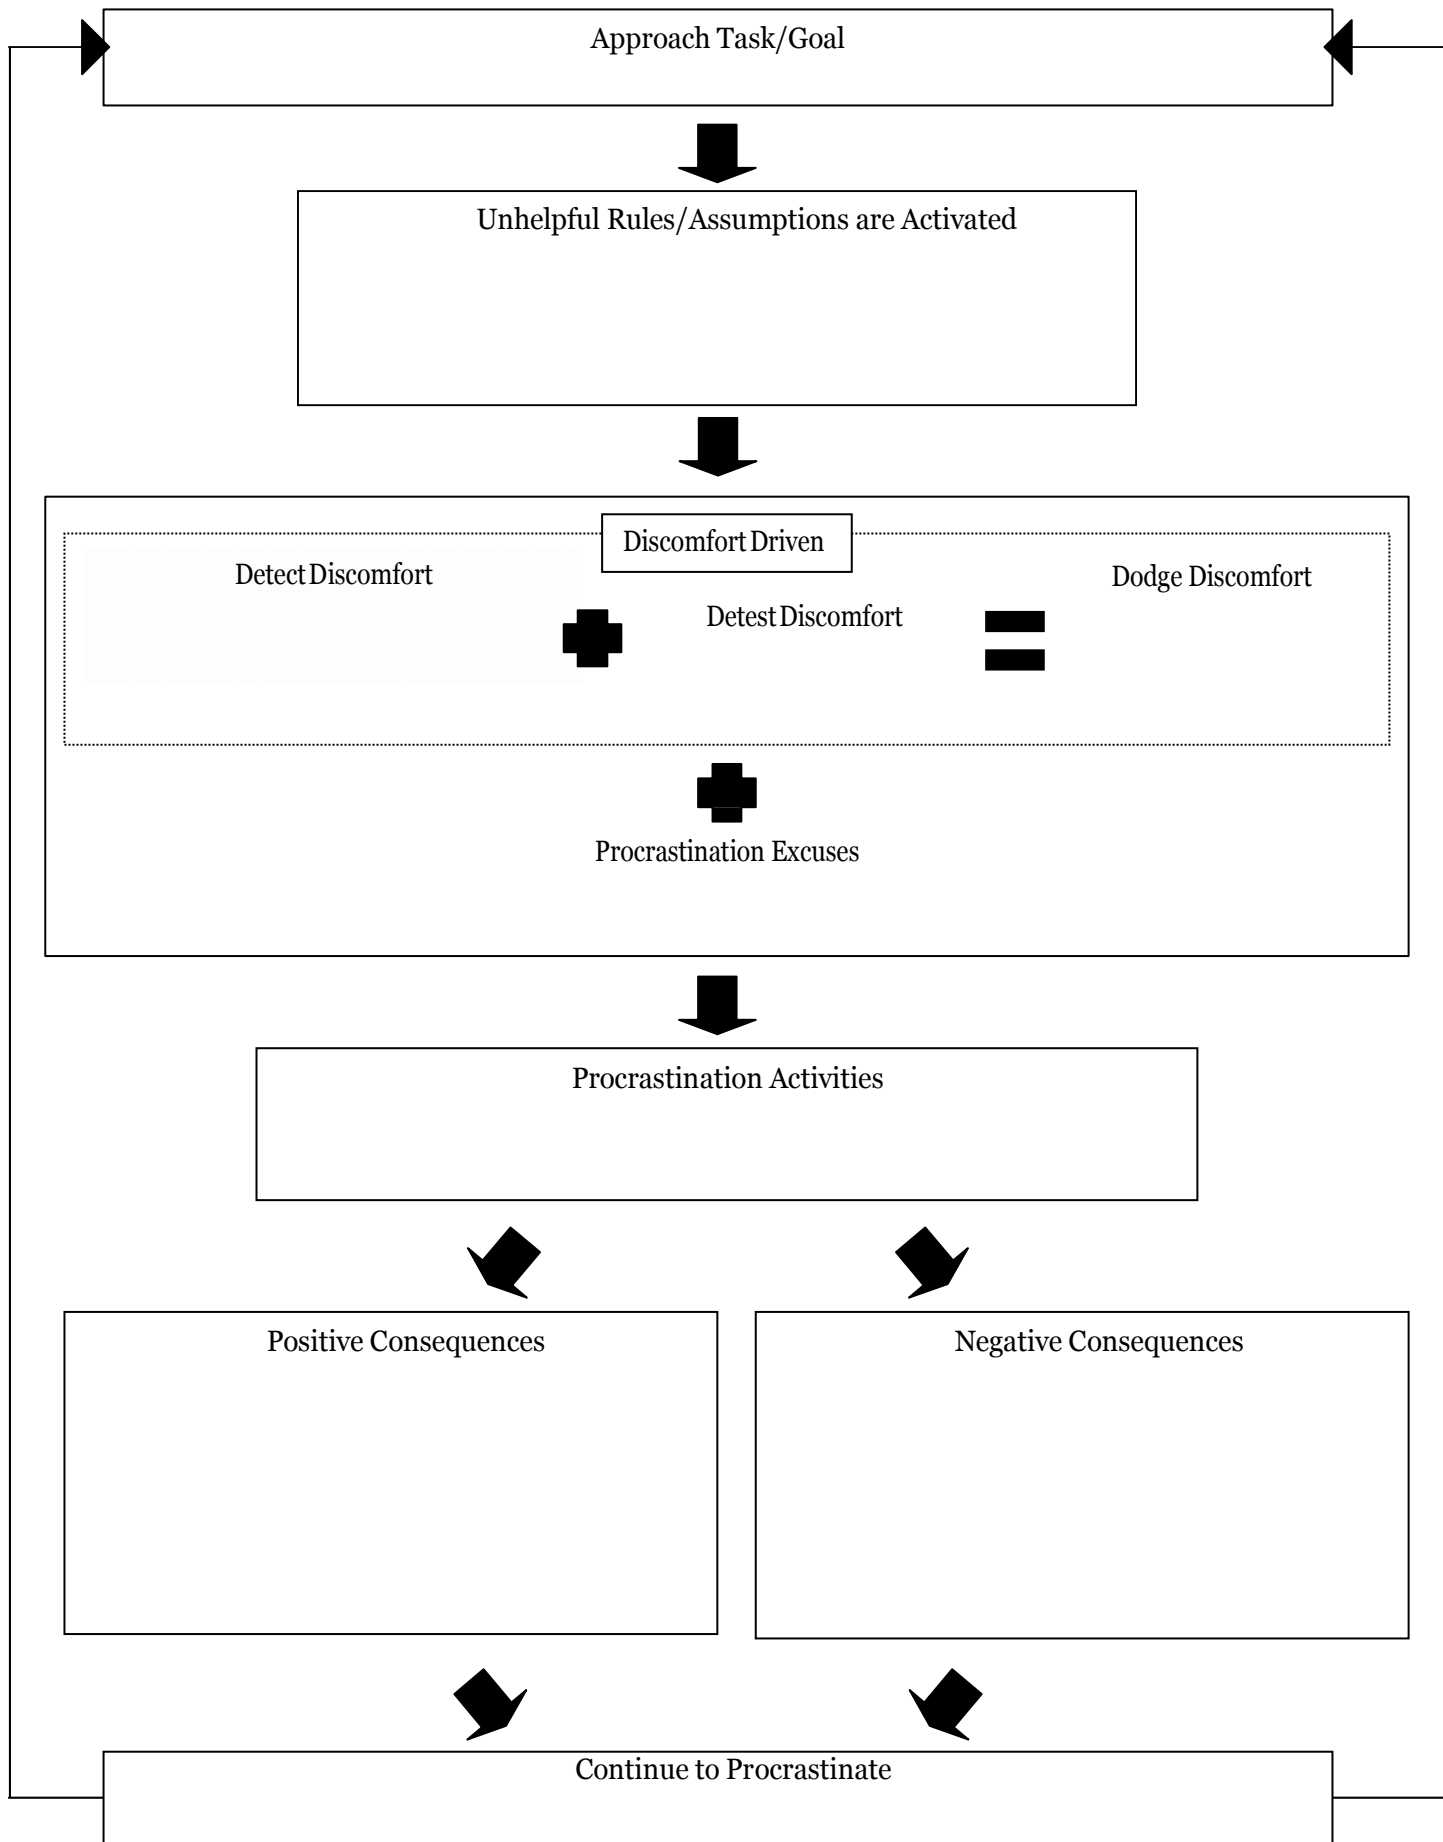 Approach Task/Goal
Unhelpful Rules/Assumptions are Activated
Discomfort Driven
Detect Discomfort
Detest Discomfort
Dodge Discomfort
Procrastination Excuses
Procrastination Activities
Positive Consequences
Negative Consequences
Continue to Procrastinate